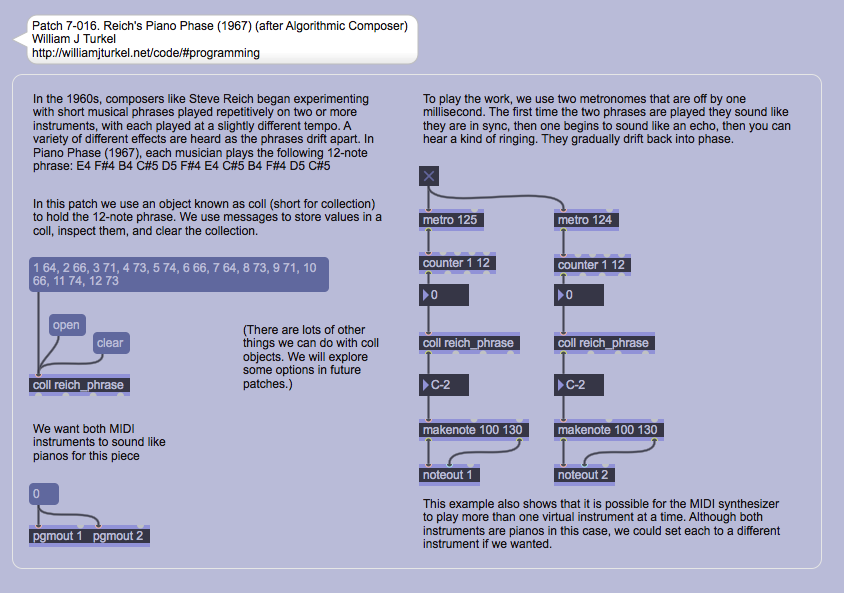 Patch 7-016. Reich's Piano Phase (1967) (after Algorithmic Composer)
William J Turkel
http://williamjturkel.net/code/#programming
In the 1960s, composers like Steve Reich began experimenting
with short musical phrases played repetitively on two or more
instruments, with each played at a slightly different tempo. A
variety of different effects are heard as the phrases drift apart. In
Piano Phase (1967), each musician plays the following 12-note
phrase: E4 F#4 B4 C#5 D5 F#4 E4 C#5 B4 F#4 D5 C#5
In this patch we use an object known as coll (short for collection)
to hold the 12-note phrase. We use messages to store values in a
coll, inspect them, and clear the collection.
1 64, 2 66, 3 71, 4 73, 5 74, 6 66, 7 64, 8 73, 9 71, 10
66, 11 74, 12 73
open
clear
coll reich_phrase
(There are lots of other
things we can do with coll
objects. We will explore
some options in future
patches.)
We want both MIDI
instruments to sound like
pianos for this piece
0
pgmout 1 pgmout 2
To play the work, we use two metronomes that are off by one
millisecond. The first time the two phrases are played they sound like
they are in sync, then one begins to sound like an echo, then you can
hear a kind of ringing. They gradually drift back into phase.
metro 125
metro 124
counter 1 12
counter 1 12
0
0
coll reich_phrase
coll reich_phrase
C-2
C-2
makenote 100 130
makenote 100 130
noteout 1
noteout 2
This example also shows that it is possible for the MIDI synthesizer
to play more than one virtual instrument at a time. Although both
instruments are pianos in this case, we could set each to a different
instrument if we wanted.